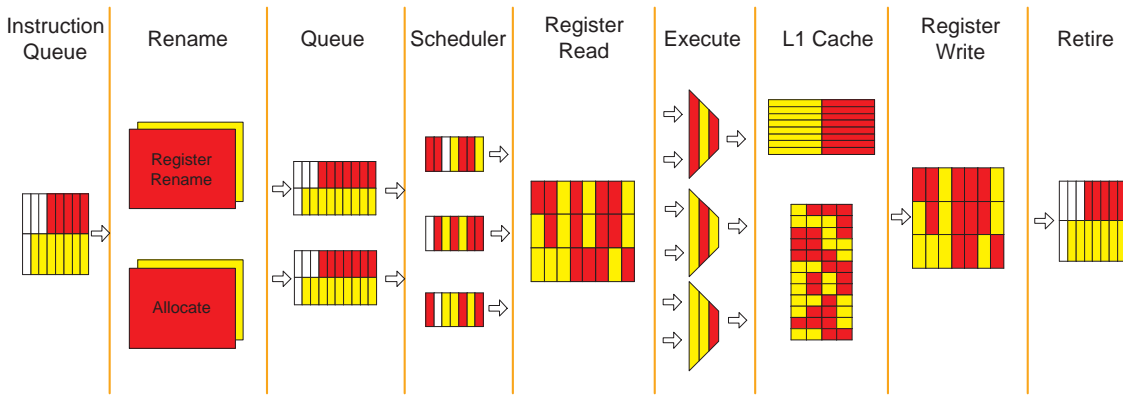 Instruction
Queue
Rename
Queue
Scheduler
Register
Read
Execute
L1 Cache
Register
Write
Retire
Register
Rename
Allocate